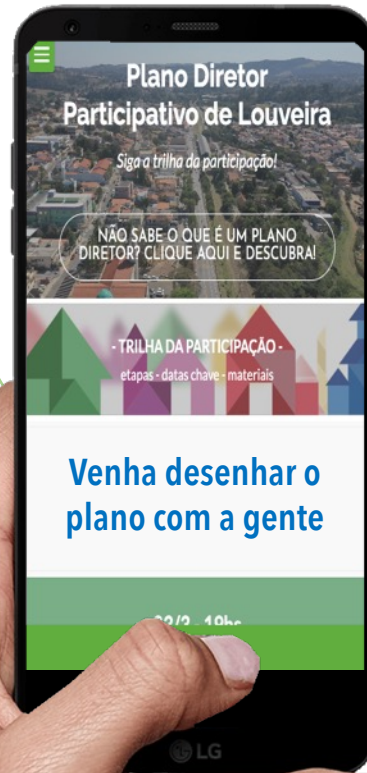 Plano Diretor
Participativo de Louveira
Siga a trilha da participação!
NÃO SABE O QUE É UM PLANO
DIRETOR? CLIQUE AQUI E DESCUBRA!
- TRILHA DA PARTICIPAÇÃO -
etapas - datas chave - materiais
Venha desenhar o
plano com a gente
LG